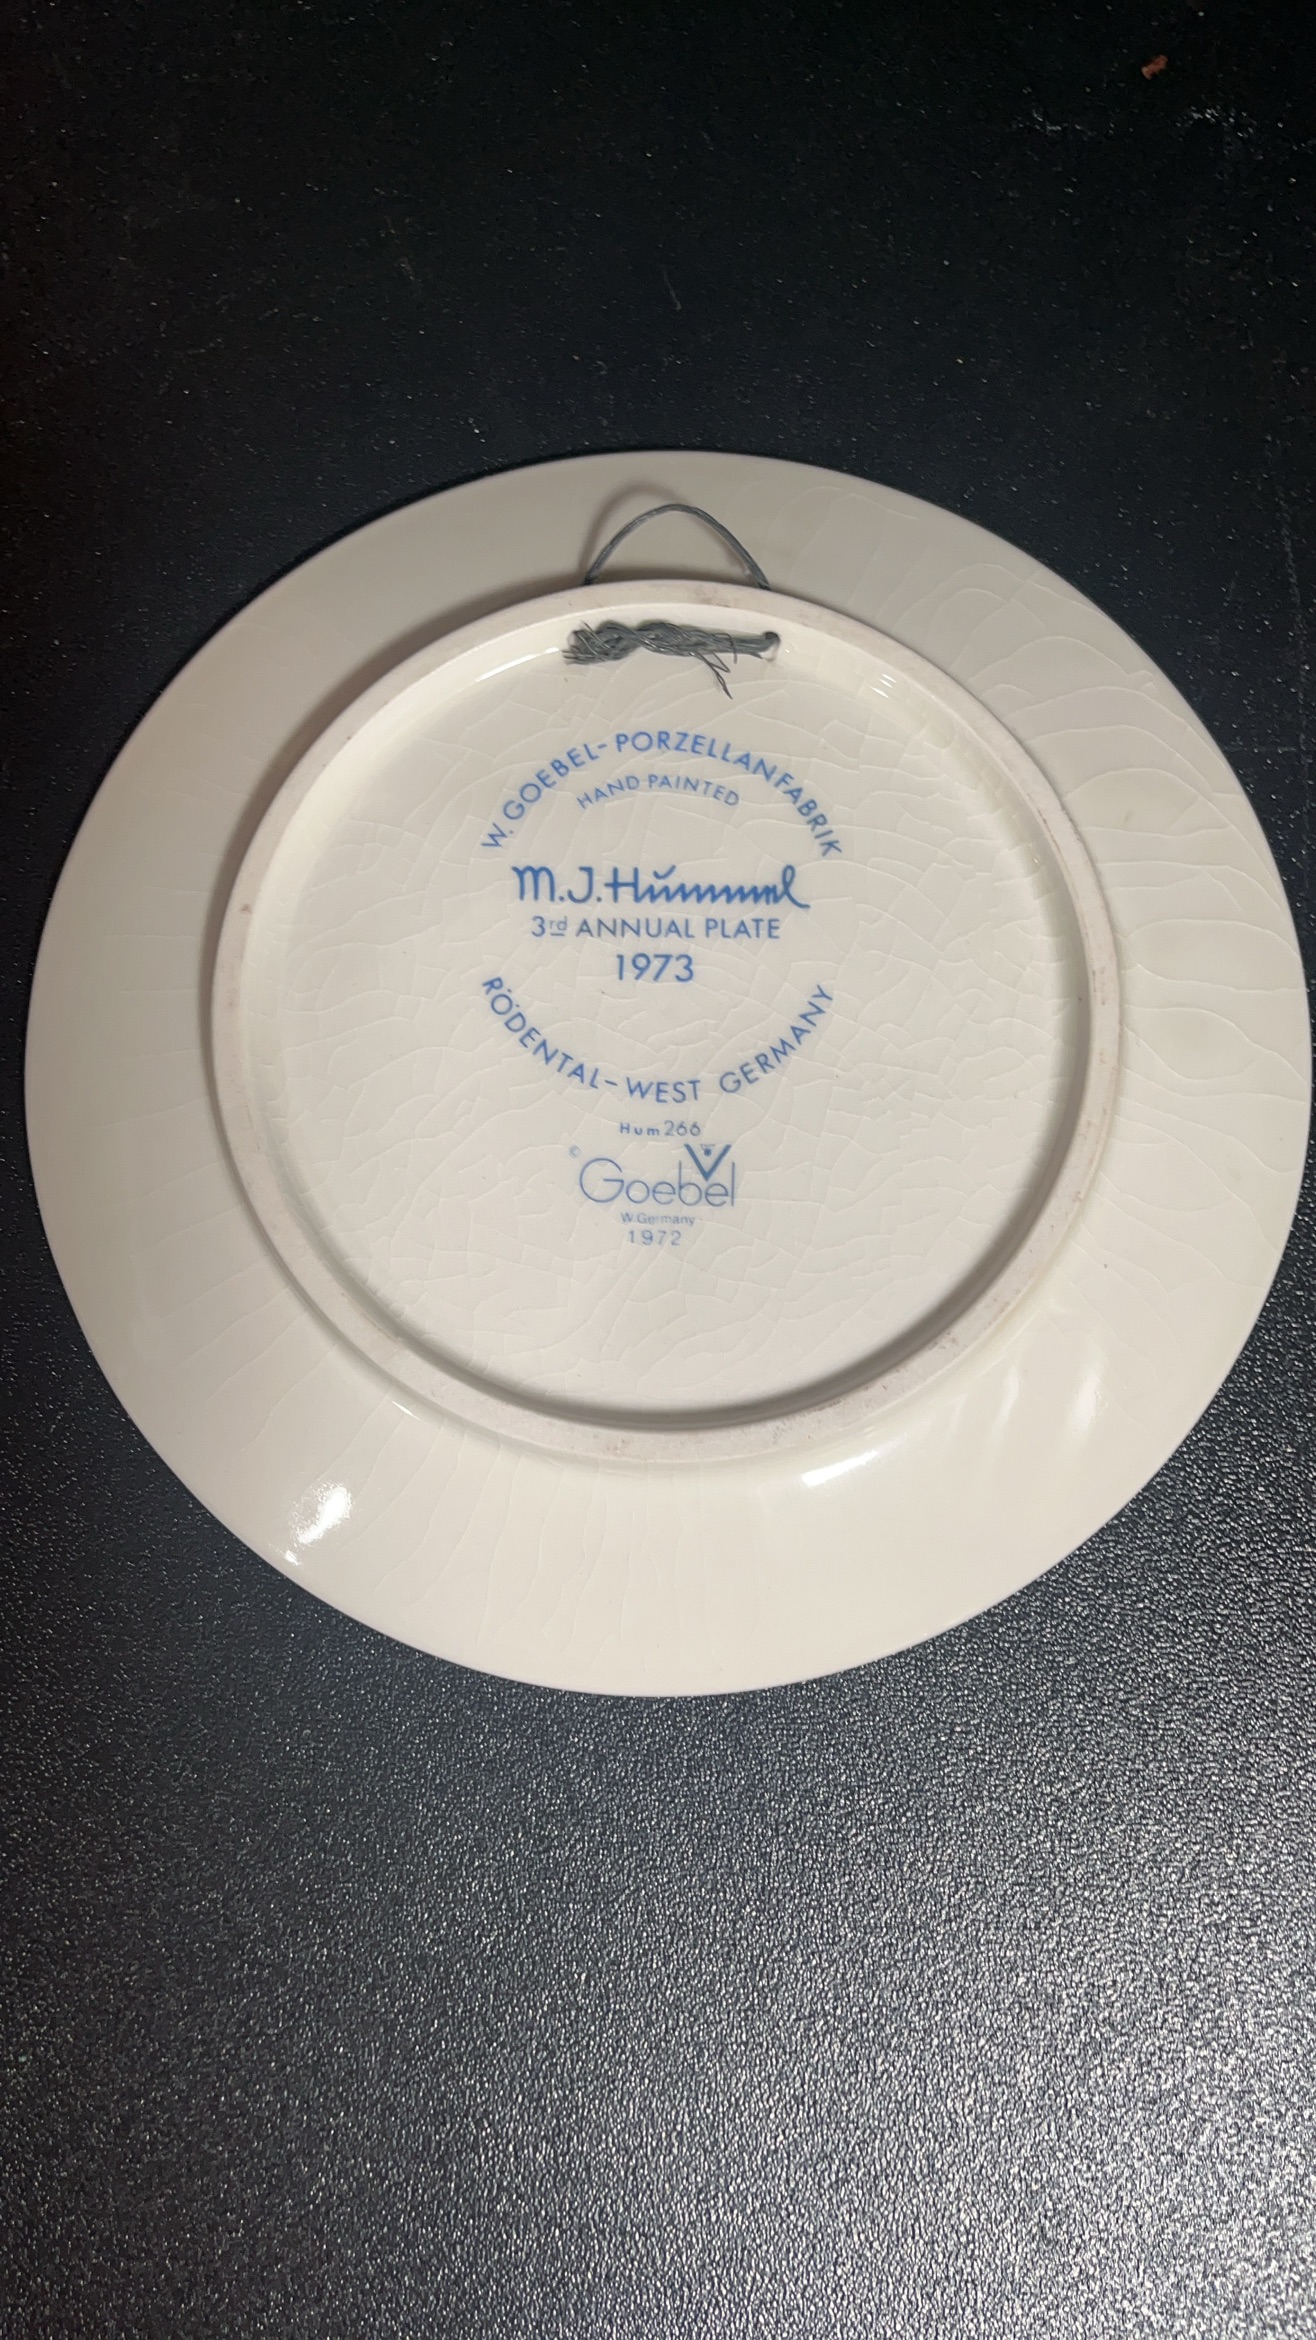 W. GOEBEL-PORZELLANFABRIK
HAND PAINTED
M.J.Hummel
3rd ANNUAL PLATE
1973
RÖDENTAL-WEST GERMANY
Hum 266
© Goebel
W.Germany
1972